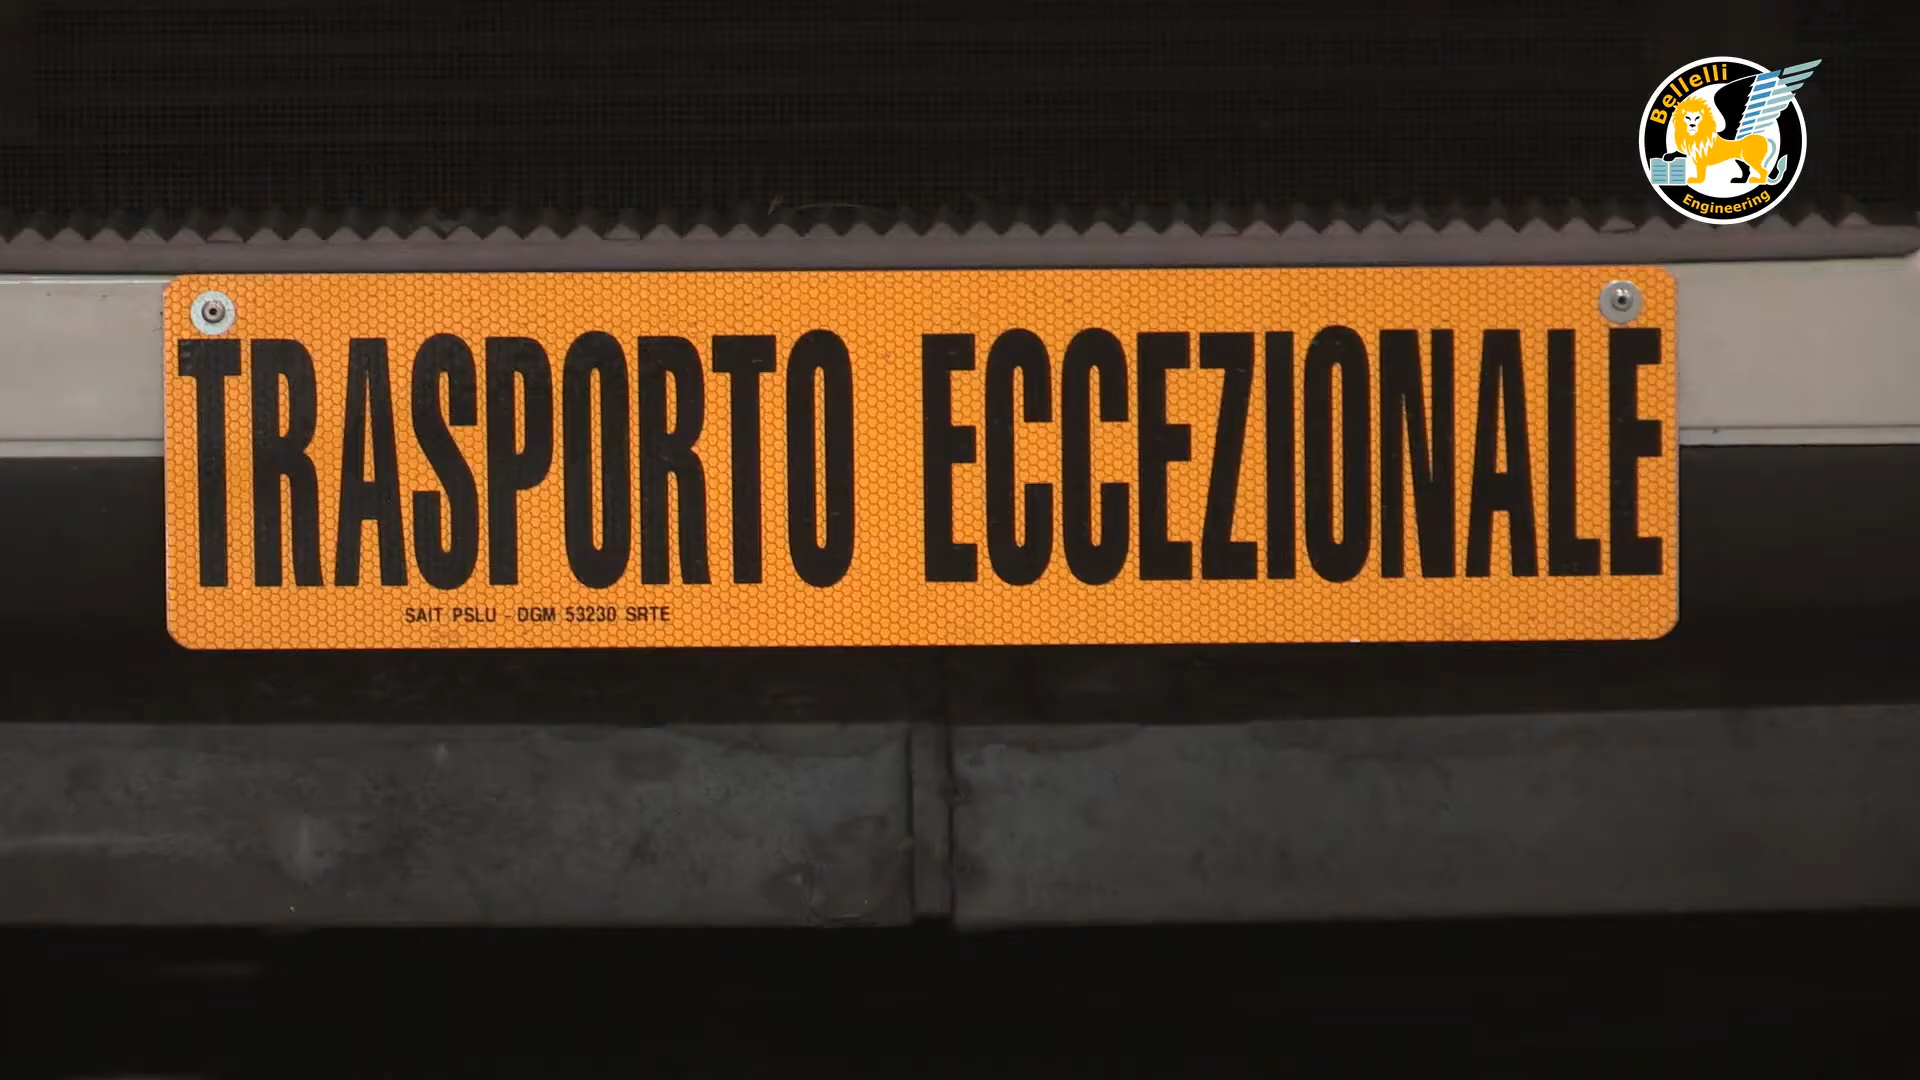 Bellelli
Engineering
TRASPORTO ECCEZIONALE
SAIT PSLU - DGM 53230 SRTE